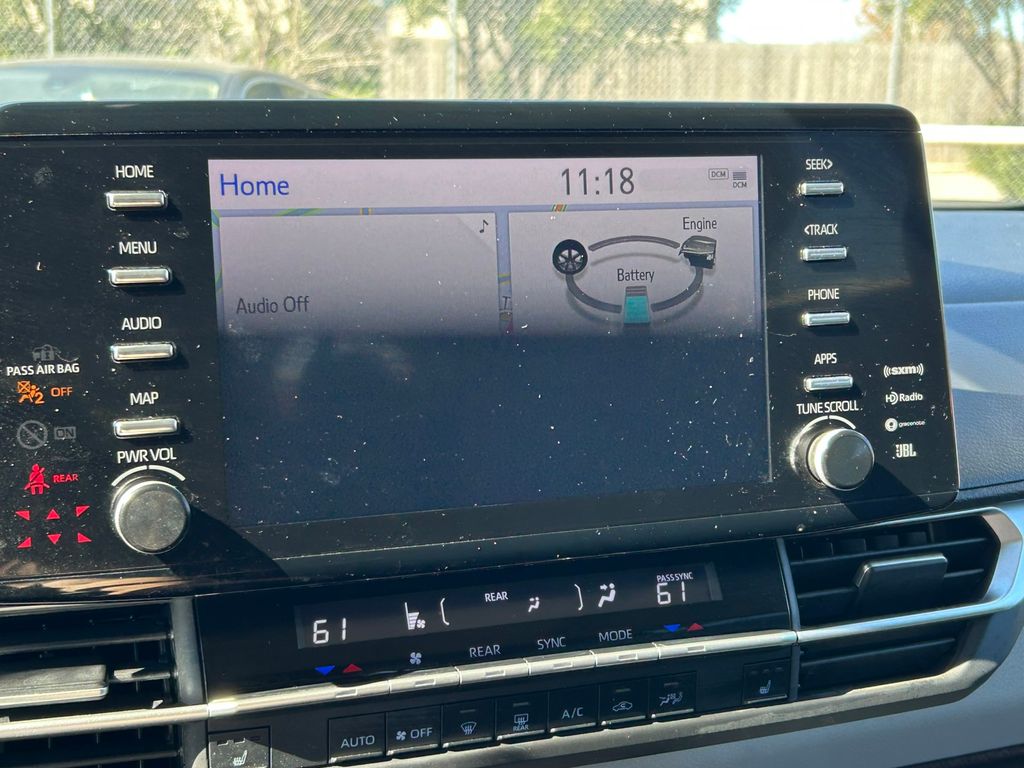 HOME
MENU
AUDIO
MAP
PWR VOL
PASS AIR BAG
2 OFF
ON
REAR
Home
11:18
DCM
DCM
Audio Off
Engine
Battery
SEEK>
<TRACK
PHONE
APPS
TUNE SCROLL
((sxm))
HD Radio
gracenote
JBL
61
REAR
PASS SYNC
61
REAR
SYNC
MODE
AUTO
OFF
REAR
A/C